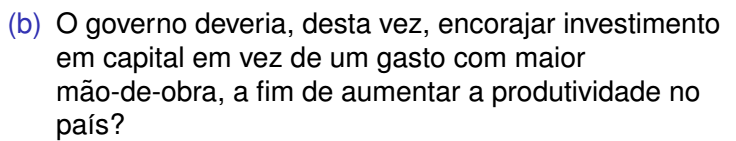 (b) O governo deveria, desta vez, encorajar investimento
em capital em vez de um gasto com maior
mão-de-obra, a fim de aumentar a produtividade no
país?